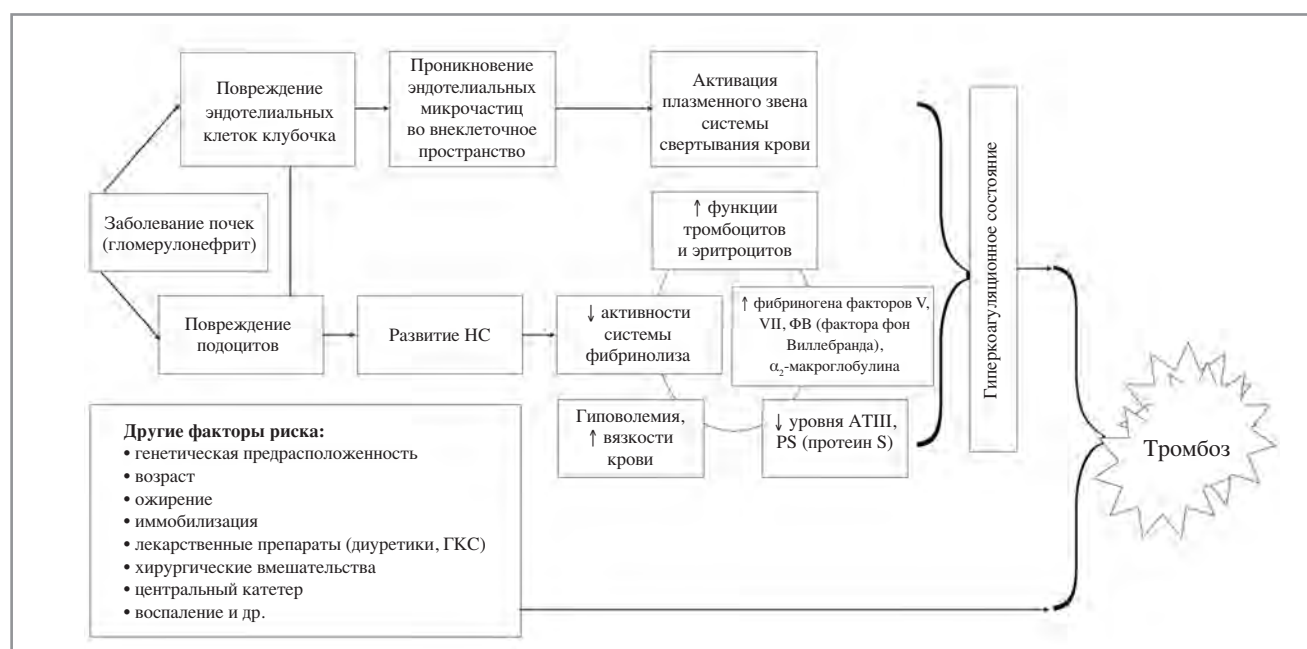 Повреждение
эндотелиальных
клеток клубочка
Проникновение
эндотелиальных
микрочастиц
во внеклеточное
пространство
Активация
плазменного звена
системы
свертывания крови
Заболевание почек
(гломерулонефрит)
Повреждение
подоцитов
Развитие НС
↓ активности
системы
фибринолиза
↑ функции
тромбоцитов
и эритроцитов
↑ фибриногена факторов V,
VII, ФВ (фактора фон
Виллебранда),
α₂-макроглобулина
Гиповолемия,
↑ вязкости
крови
↓ уровня АТIII,
PS (протеин S)
Гиперкоагуляционное состояние
Тромбоз
Другие факторы риска:
• генетическая предрасположенность
• возраст
• ожирение
• иммобилизация
• лекарственные препараты (диуретики, ГКС)
• хирургические вмешательства
• центральный катетер
• воспаление и др.